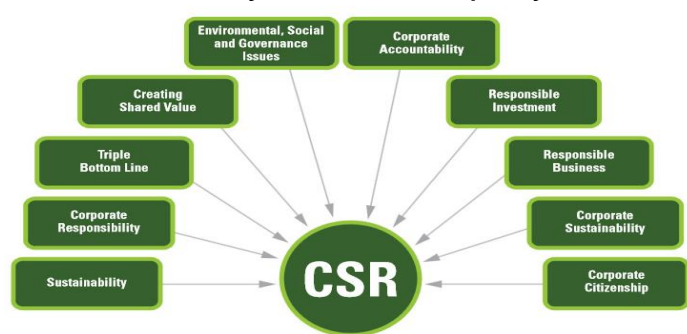 Environmental, Social
and Governance
Issues
Corporate
Accountability
Creating
Shared Value
Responsible
Investment
Triple
Bottom Line
Responsible
Business
Corporate
Responsibility
Corporate
Sustainability
Sustainability
CSR
Corporate
Citizenship